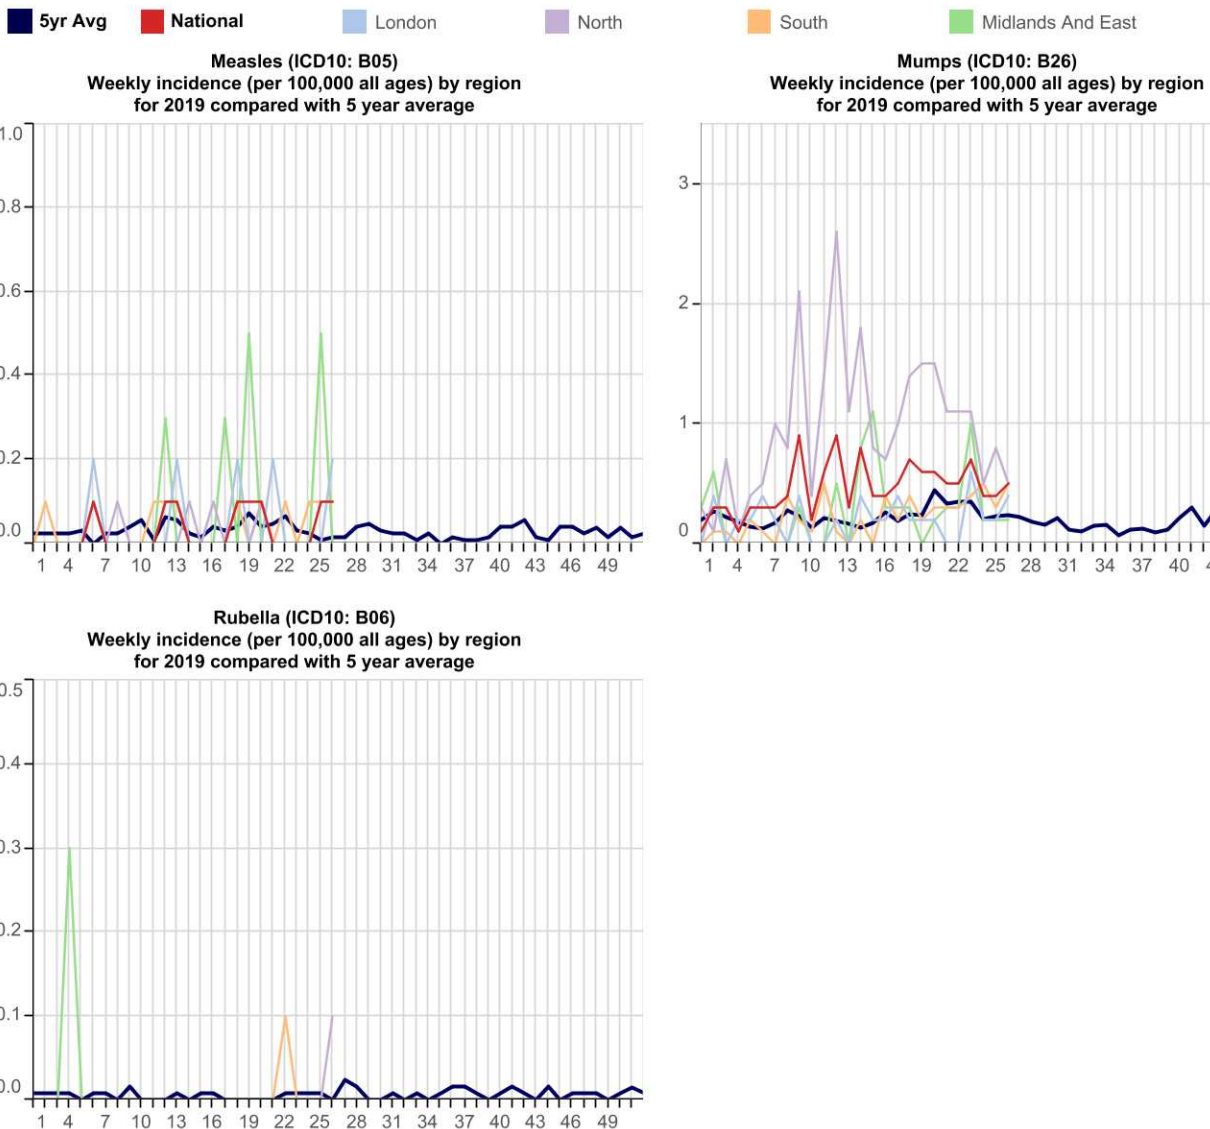 5yr Avg National London North South Midlands And East
Measles (ICD10: B05)
Weekly incidence (per 100,000 all ages) by region
for 2019 compared with 5 year average
1.0
0.8
0.6
0.4
0.2
0.0
1 4 7 10 13 16 19 22 25 28 31 34 37 40 43 46 49
Mumps (ICD10: B26)
Weekly incidence (per 100,000 all ages) by region
for 2019 compared with 5 year average
3
2
1
0
1 4 7 10 13 16 19 22 25 28 31 34 37 40
Rubella (ICD10: B06)
Weekly incidence (per 100,000 all ages) by region
for 2019 compared with 5 year average
0.5
0.4
0.3
0.2
0.1
0.0
1 4 7 10 13 16 19 22 25 28 31 34 37 40 43 46 49